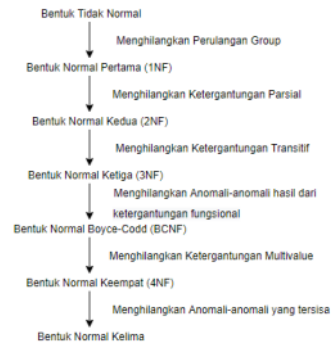 Bentuk Tidak Normal
Menghilangkan Perulangan Group
Bentuk Normal Pertama (1NF)
Menghilangkan Ketergantungan Parsial
Bentuk Normal Kedua (2NF)
Menghilangkan Ketergantungan Transitif
Bentuk Normal Ketiga (3NF)
Menghilangkan Anomali-anomali hasil dari
ketergantungan fungsional
Bentuk Normal Boyce-Codd (BCNF)
Menghilangkan Ketergantungan Multivalue
Bentuk Normal Keempat (4NF)
Menghilangkan Anomali-anomali yang tersisa
Bentuk Normal Kelima